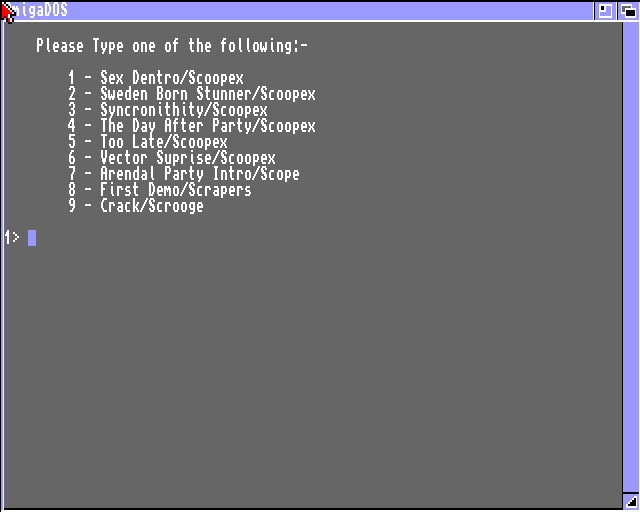 migaDOS
Please Type one of the following:-
1 - Sex Dentro/Scoopex
2 - Sweden Born Stunner/Scoopex
3 - Syncronithity/Scoopex
4 - The Day After Party/Scoopex
5 - Too Late/Scoopex
6 - Vector Suprise/Scoopex
7 - Arendal Party Intro/Scope
8 - First Demo/Scrapers
9 - Crack/Scrooge
1>